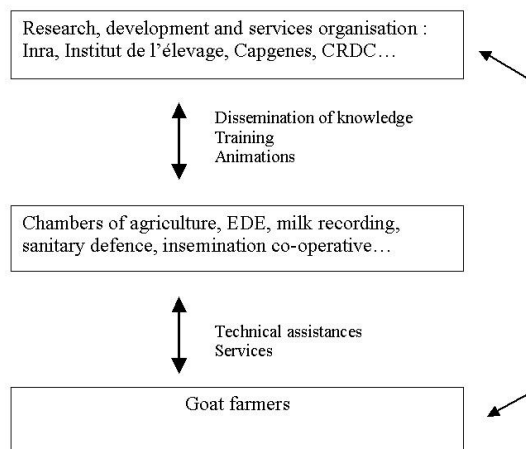 Research, development and services organisation :
Inra, Institut de l'élevage, Capgenes, CRDC…
Dissemination of knowledge
Training
Animations
Chambers of agriculture, EDE, milk recording,
sanitary defence, insemination co-operative…
Technical assistances
Services
Goat farmers